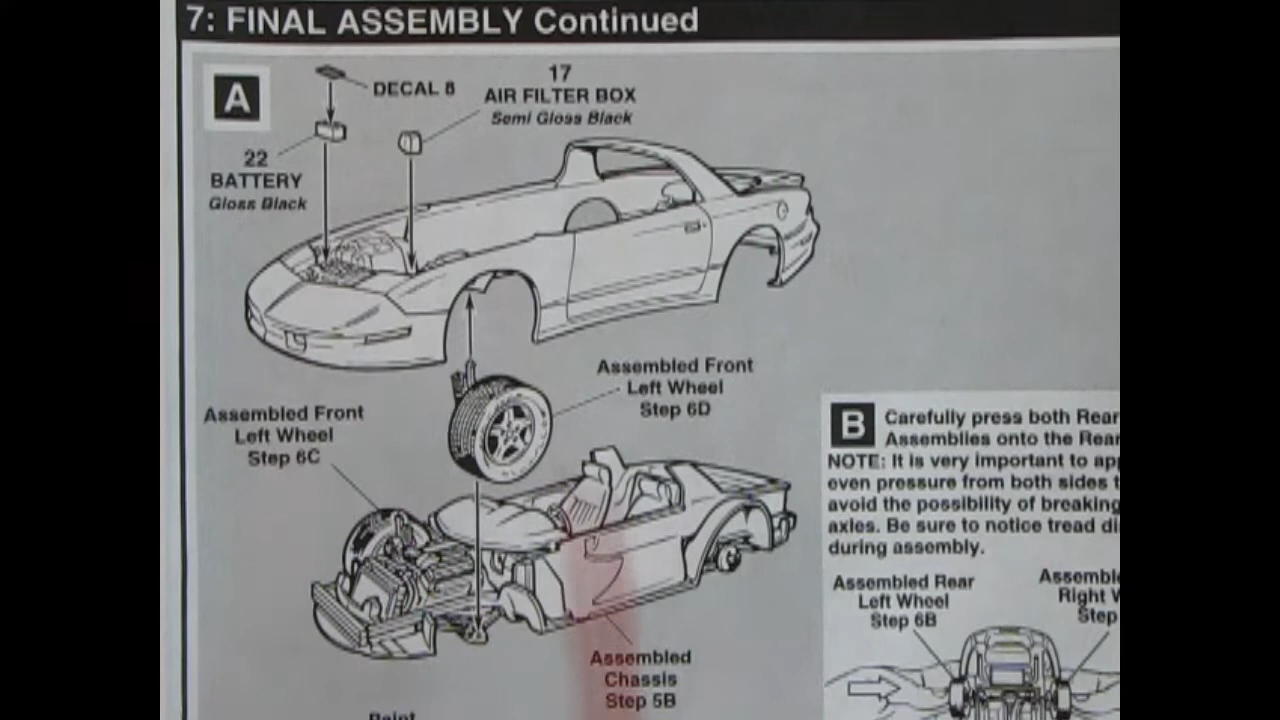 7: FINAL ASSEMBLY Continued
A
DECAL 8
17
AIR FILTER BOX
Semi Gloss Black
22
BATTERY
Gloss Black
Assembled Front
Left Wheel
Step 6D
Assembled Front
Left Wheel
Step 6C
Assembled
Chassis
Step 5B
Paint
B
Carefully press both Rear
Assemblies onto the Rear
NOTE: It is very important to
even pressure from both sides
avoid the possibility of breaking
axles. Be sure to notice tread
during assembly.
Assembled Rear
Left Wheel
Step 6B
Right
Step